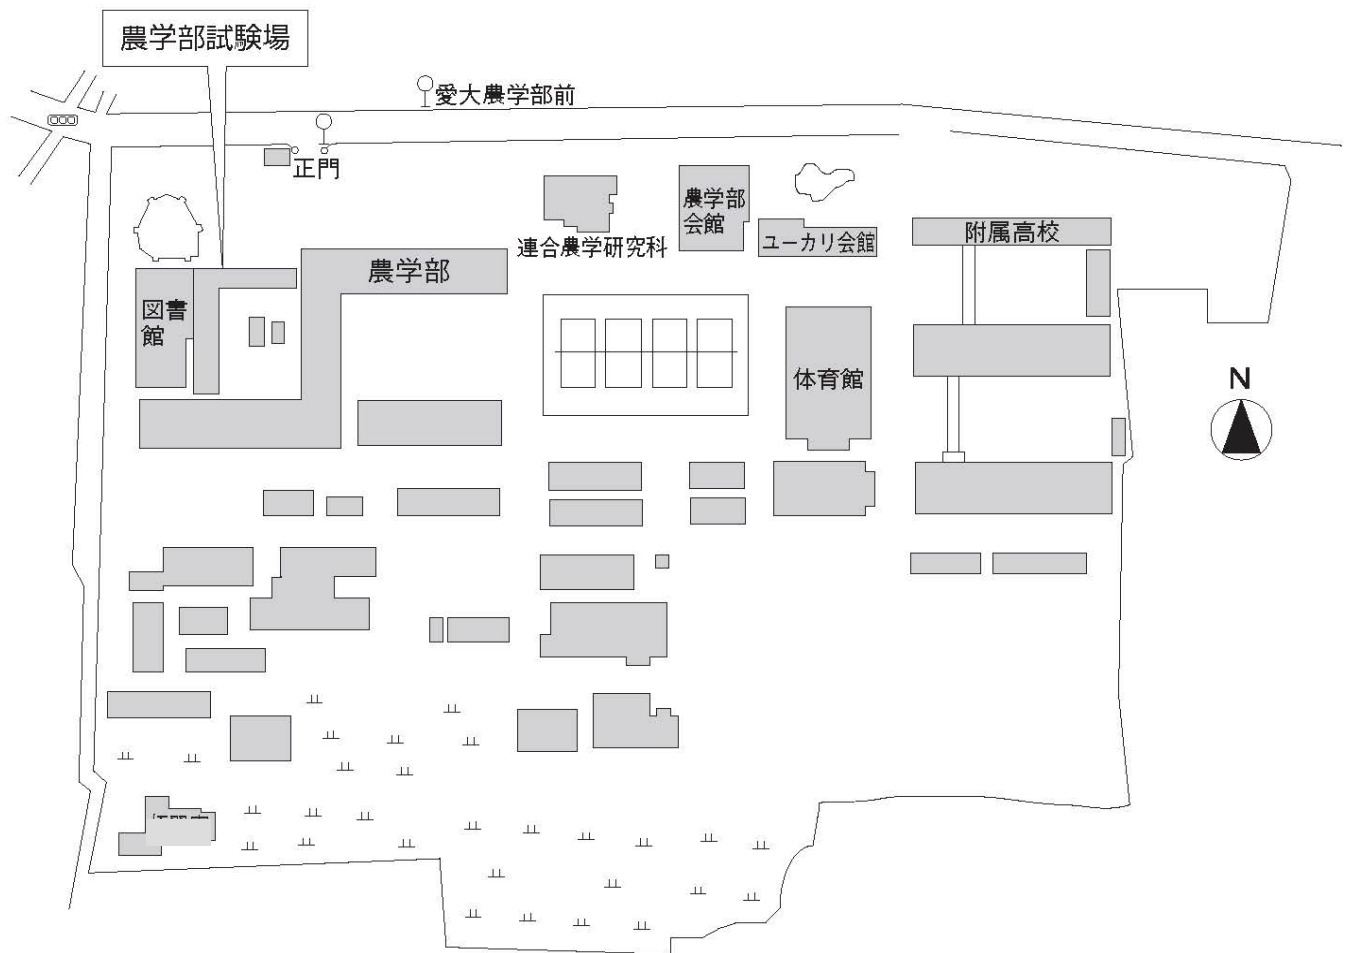 農学部試験場
愛大農学部前
正門
農学部
会館
連合農学研究科
ユーカリ会館
附属高校
農学部
図書
館
体育館
N